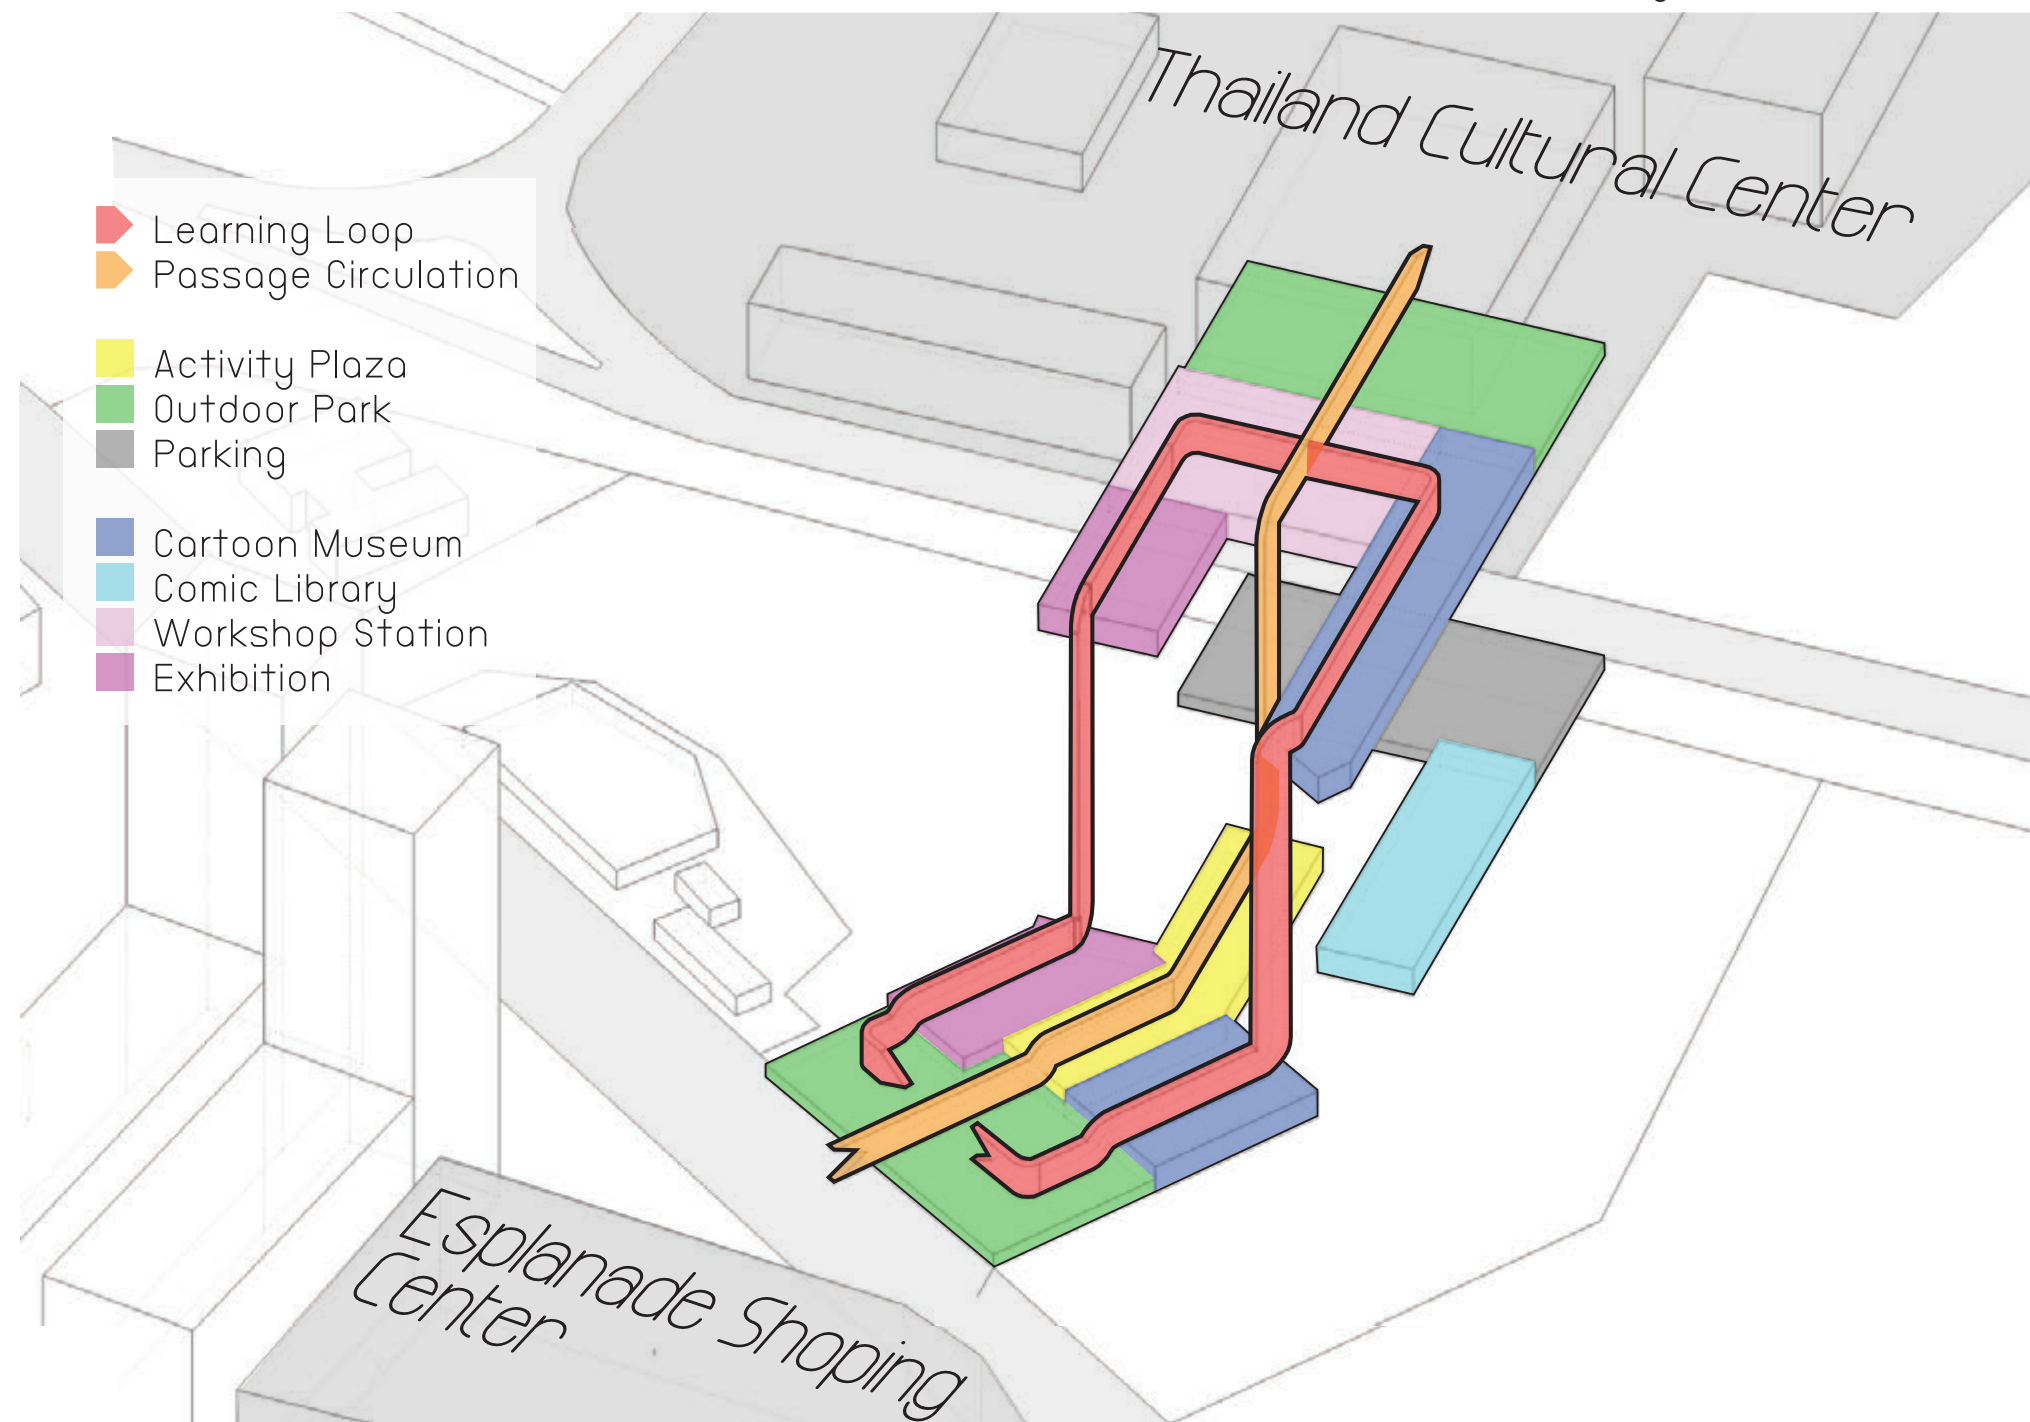 Thailand Cultural Center
Learning Loop
Passage Circulation
Activity Plaza
Outdoor Park
Parking
Cartoon Museum
Comic Library
Workshop Station
Exhibition
Esplanade Shoping
Center